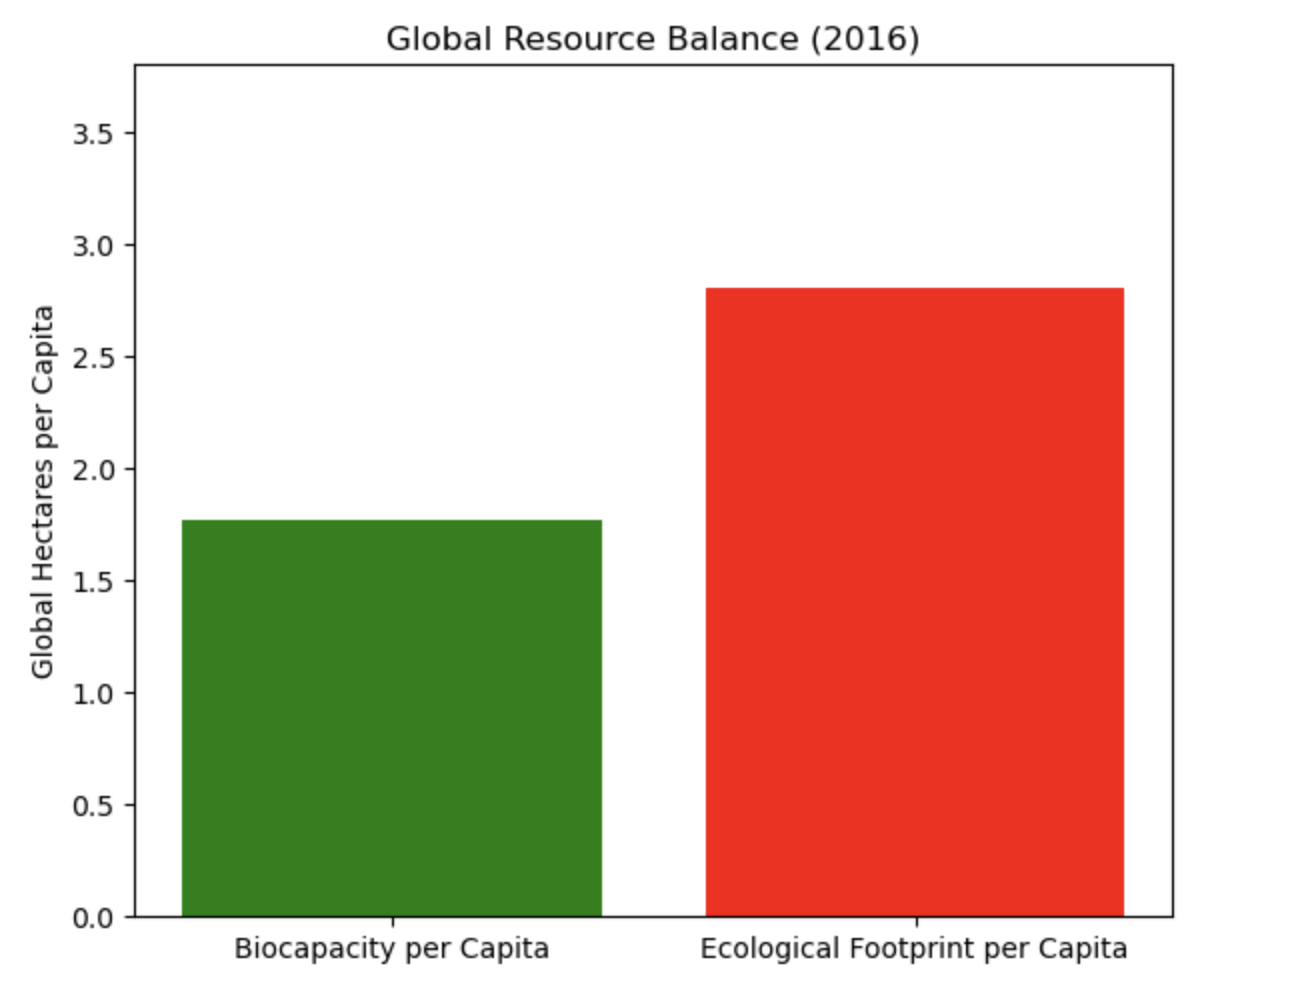 Global Resource Balance (2016)
Global Hectares per Capita
3.5
3.0
2.5
2.0
1.5
1.0
0.5
0.0
Biocapacity per Capita
Ecological Footprint per Capita